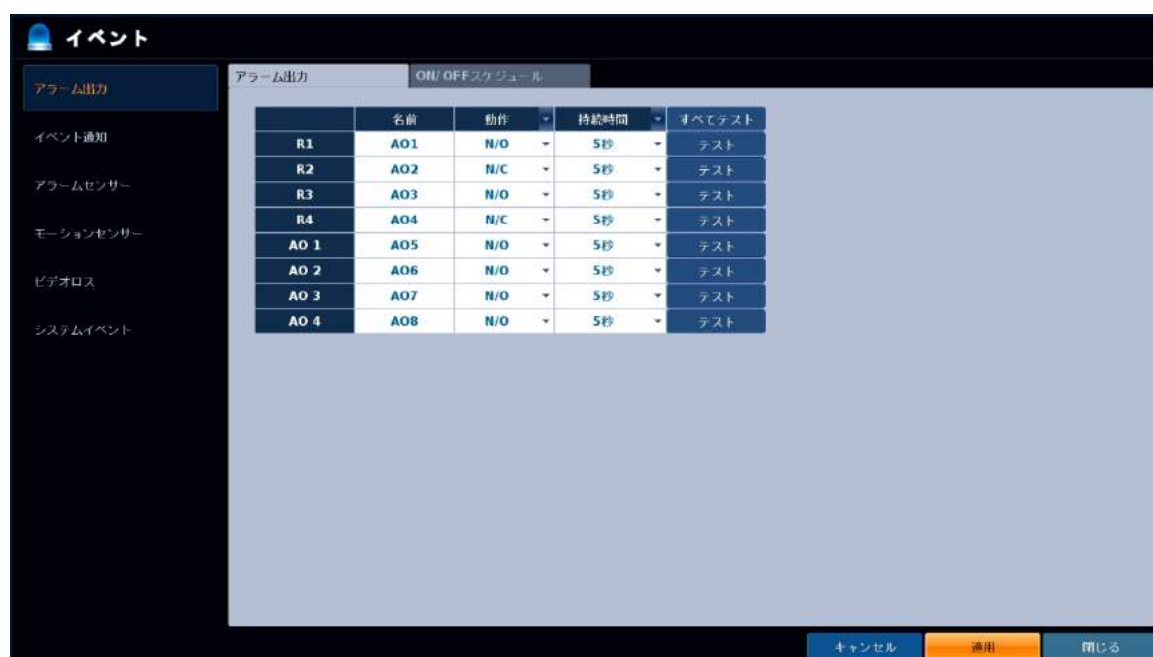 イベント
アラーム出力
イベント通知
アラームセンサー
モーションセンサー
ビデオロス
システムイベント
アラーム出力 ON/OFFスケジュール
名前 動作 持続時間 すべてテスト
R1 AO1 N/O 5秒 テスト
R2 AO2 N/C 5秒 テスト
R3 AO3 N/O 5秒 テスト
R4 AO4 N/C 5秒 テスト
AO 1 AO5 N/O 5秒 テスト
AO 2 AO6 N/O 5秒 テスト
AO 3 AO7 N/O 5秒 テスト
AO 4 AO8 N/O 5秒 テスト
キャンセル 適用 閉じる